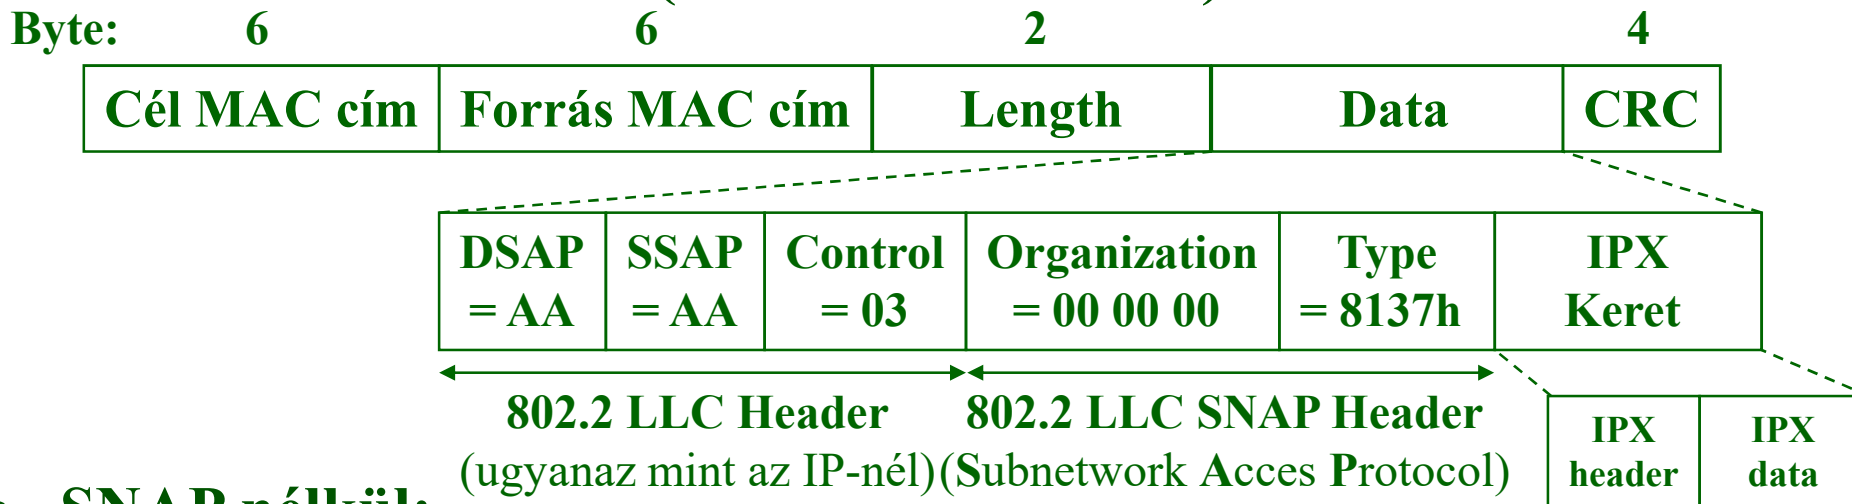 Byte: 6 6 2 4
Cél MAC cím Forrás MAC cím Length Data CRC
DSAP SSAP Control Organization Type IPX
= AA = AA = 03 = 00 00 00 = 8137h Keret
802.2 LLC Header 802.2 LLC SNAP Header
(ugyanaz mint az IP-nél) (Subnetwork Acces Protocol)
IPX IPX
header data
SNAP nélkül: